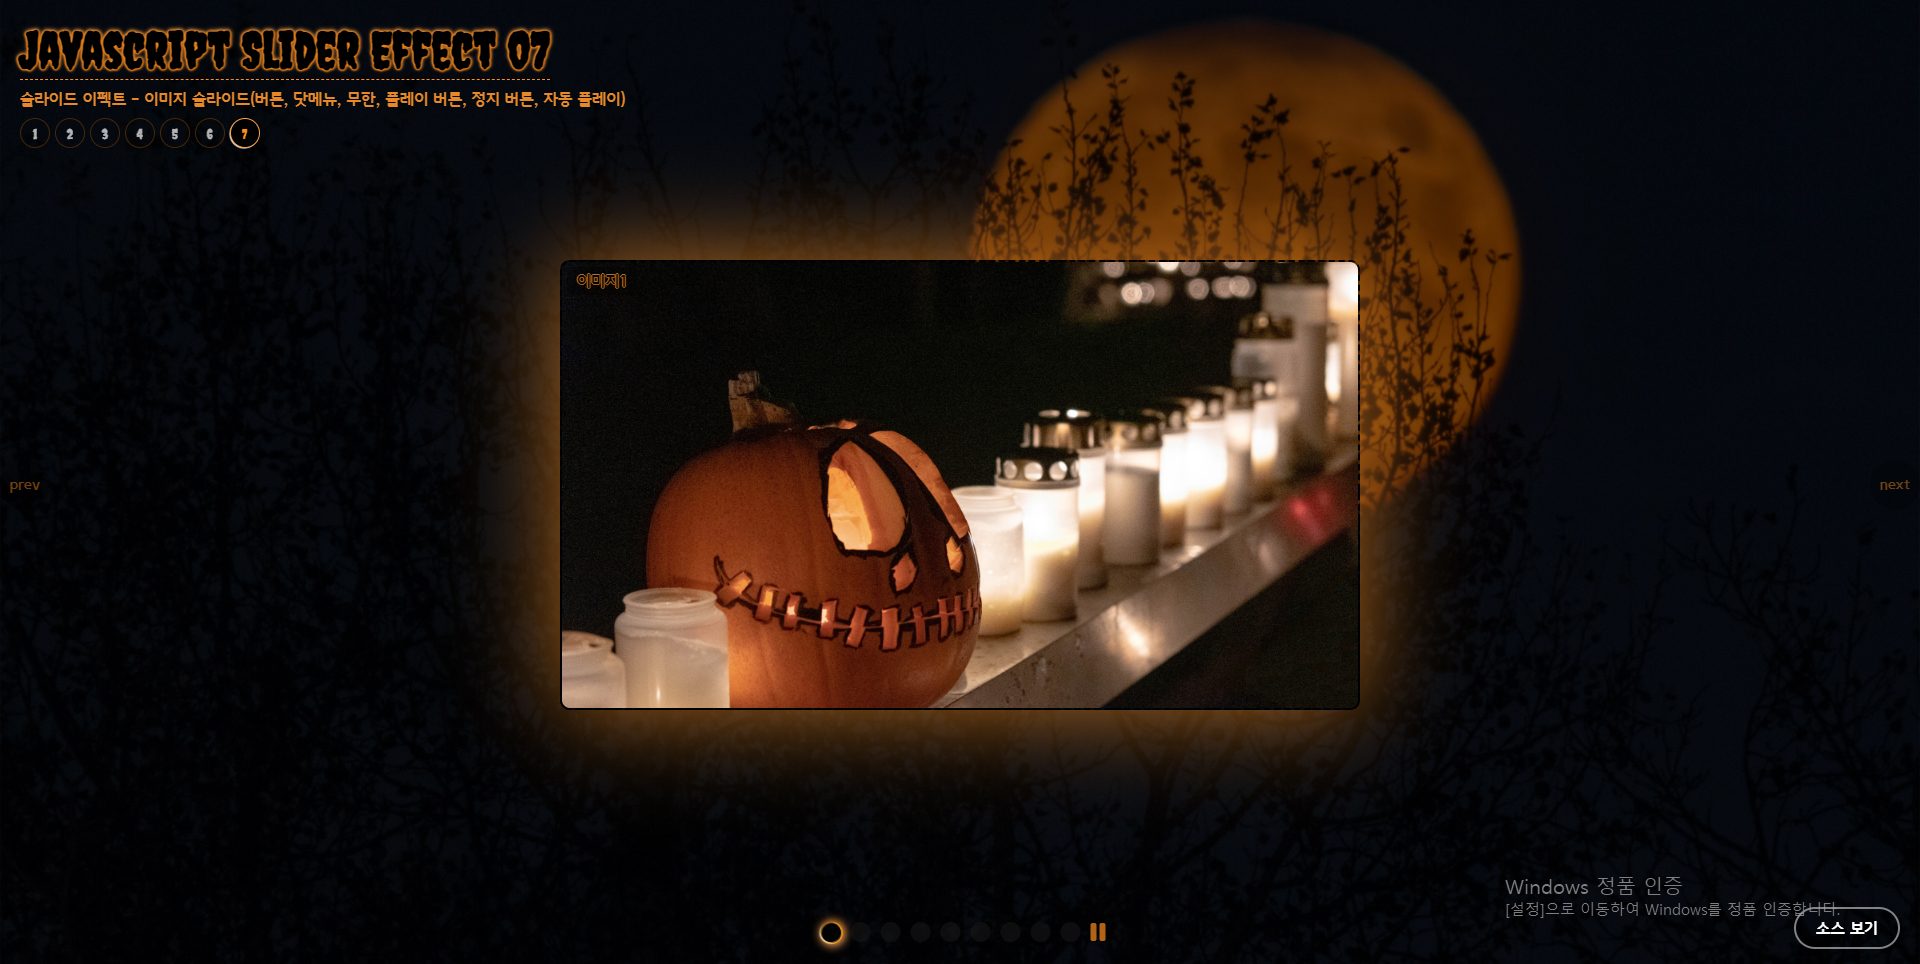 JAVASCRIPT SLIDER EFFECT 07
슬라이드 이펙트 - 이미지 슬라이드(버튼, 닷메뉴, 무한, 플레이 버튼, 정지 버튼, 자동 플레이)
1 2 3 4 5 6 7
이미지1
prev
next
Windows 정품 인증
[설정]으로 이동하여 Windows를 정품 인증합니다.
소스 보기